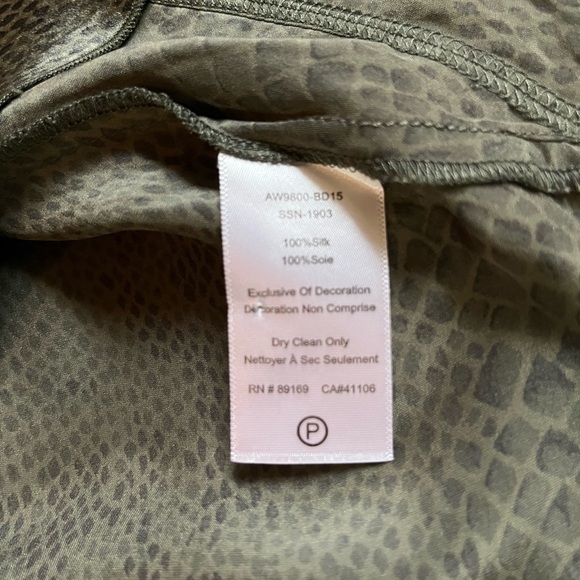 AW9800-BD15
SSN-1903
100%Silk
100%Soie
Exclusive Of Decoration
Decoration Non Comprise
Dry Clean Only
Nettoyer À Sec Seulement
RN # 89169 CA#41106
P